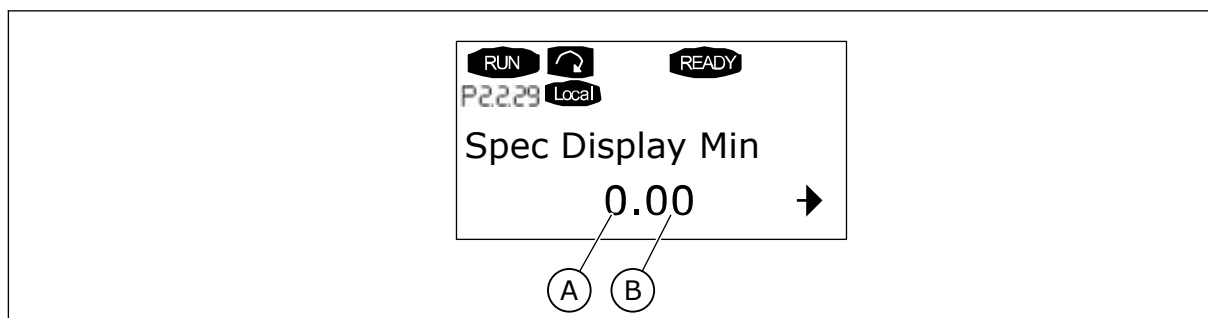 RUN READY
P2.2.29 Local
Spec Display Min
0.00
A B